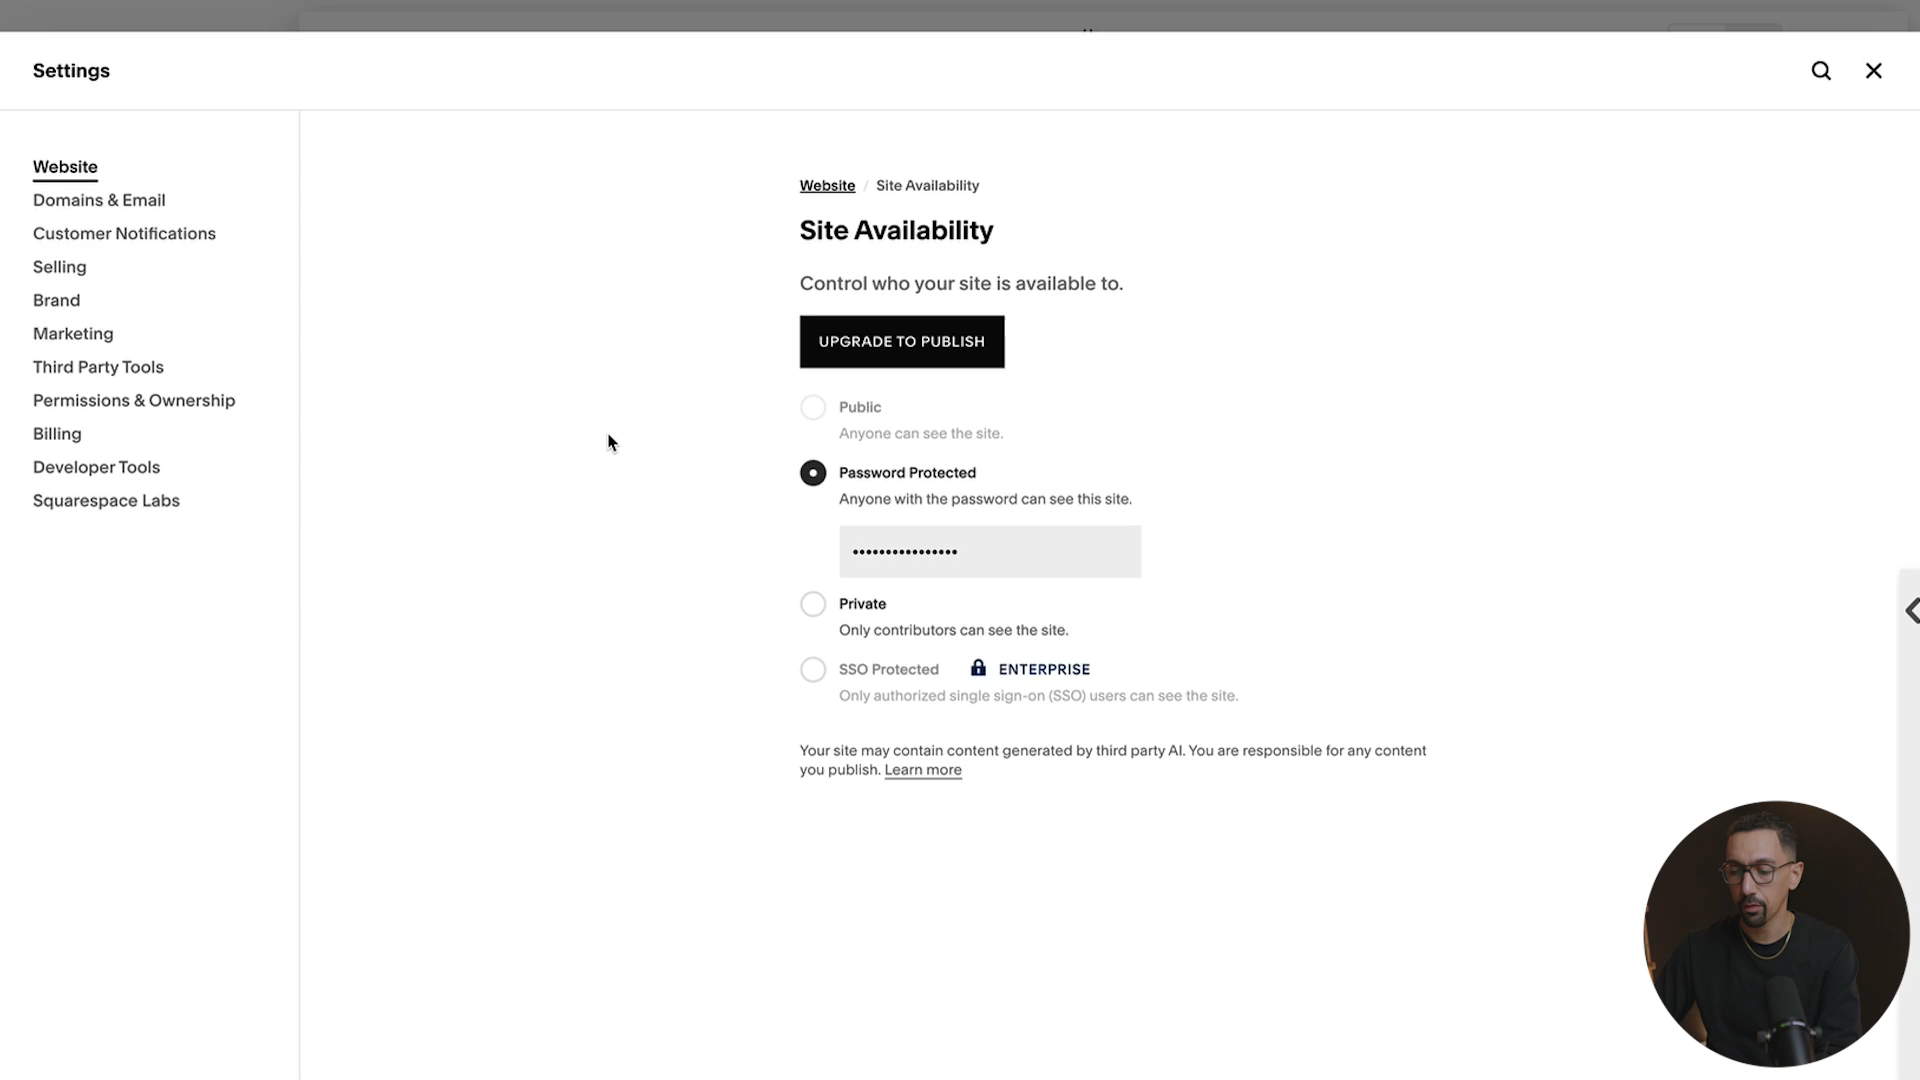 Settings
Website
Domains & Email
Customer Notifications
Selling
Brand
Marketing
Third Party Tools
Permissions & Ownership
Billing
Developer Tools
Squarespace Labs
Website / Site Availability
Site Availability
Control who your site is available to.
UPGRADE TO PUBLISH
Public
Anyone can see the site.
Password Protected
Anyone with the password can see this site.
••••••••••••••••
Private
Only contributors can see the site.
SSO Protected ENTERPRISE
Only authorized single sign-on (SSO) users can see the site.
Your site may contain content generated by third party AI. You are responsible for any content
you publish. Learn more